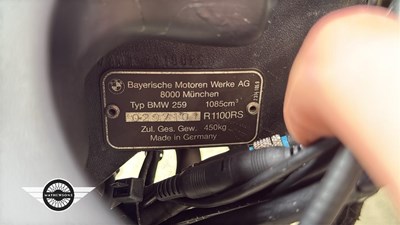 Bayerische Motoren Werke AG
8000 München
Typ BMW 259 1085cm³
R1100RS
Zul. Ges. Gew. 450kg
Made in Germany